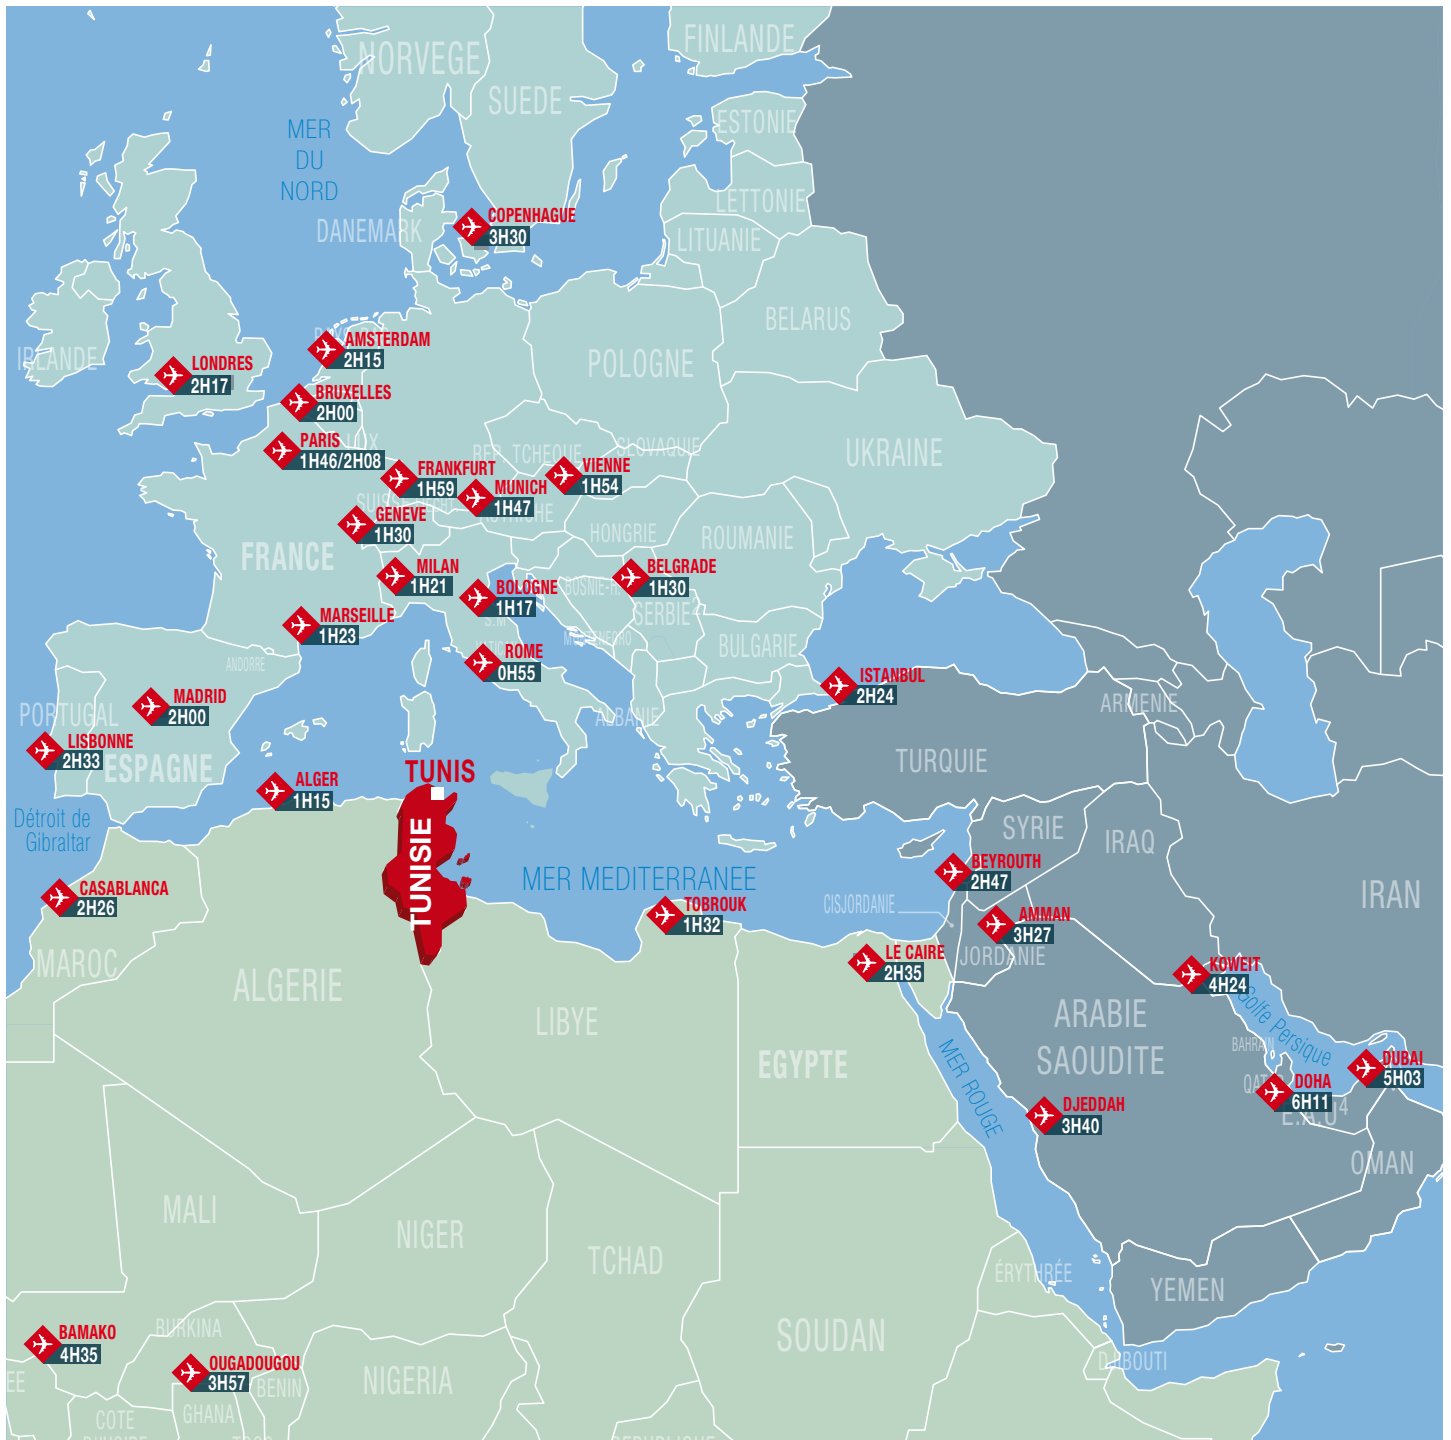 NORVEGE
FINLANDE
SUEDE
MER
DU
NORD
ESTONIE
LETTONIE
LITUANIE
DANEMARK
COPENHAGUE
3H30
BELARUS
IRLANDE
LONDRES
2H17
AMSTERDAM
2H15
POLOGNE
BRUXELLES
2H00
PARIS
1H46/2H08
REP. TCHEQUE
SLOVAQUIE
UKRAINE
FRANKFURT
1H59
MUNICH
1H47
VIENNE
1H54
GENEVE
1H30
HONGRIE
ROUMANIE
FRANCE
MILAN
1H21
BOLOGNE
1H17
BELGRADE
1H30
SERBIE
BULGARIE
MARSEILLE
1H23
ANDORRE
ROME
0H55
ISTANBUL
2H24
ARMENIE
MADRID
2H00
PORTUGAL
LISBONNE
2H33
ESPAGNE
ALBANIE
TURQUIE
TUNIS
ALGER
1H15
Détroit de
Gibraltar
TUNISIE
SYRIE
IRAQ
IRAN
MER MEDITERRANEE
BEYROUTH
2H47
CASABLANCA
2H26
TOBROUK
1H32
CISJORDANIE
AMMAN
3H27
JORDANIE
LE CAIRE
2H35
MAROC
ALGERIE
KOWEIT
4H24
LIBYE
ARABIE
SAOUDITE
Golfe Persique
EGYPTE
MER ROUGE
BAHRAIN
DUBAI
5H03
DOHA
6H11
E.A.U4
DJEDDAH
3H40
OMAN
MALI
NIGER
TCHAD
ÉRYTHRÉE
YEMEN
BAMAKO
4H35
BURKINA
SOUDAN
OUGADOUGOU
3H57
BENIN
NIGERIA
DJIBOUTI
GHANA
COTE